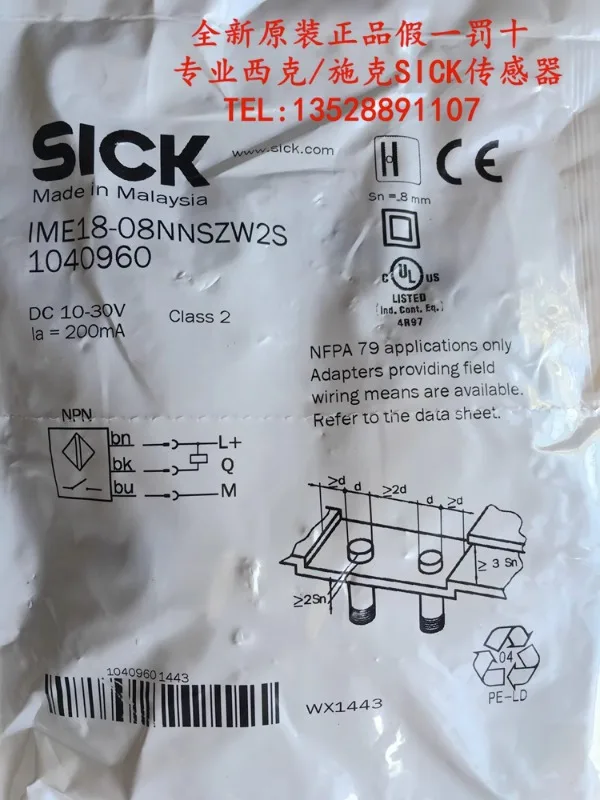 全新原装正品假一罚十
专业西克/施克SICK传感器
TEL:13528891107
SICK
www.sick.com
Made in Malaysia
Sn = 8 mm
IME18-08NNSZW2S
1040960
C UL US
LISTED
(Ind. Cont. Eq.)
4R97
DC 10-30V
Ia = 200mA
Class 2
NFPA 79 applications only
Adapters providing field
wiring means are available.
Refer to the data sheet.
NPN
bn
L+
bk
Q
bu
M
≥d d ≥2d d ≥d
≥ 3 Sn
≥2Sn
04
PE-LD
10409601443
WX1443